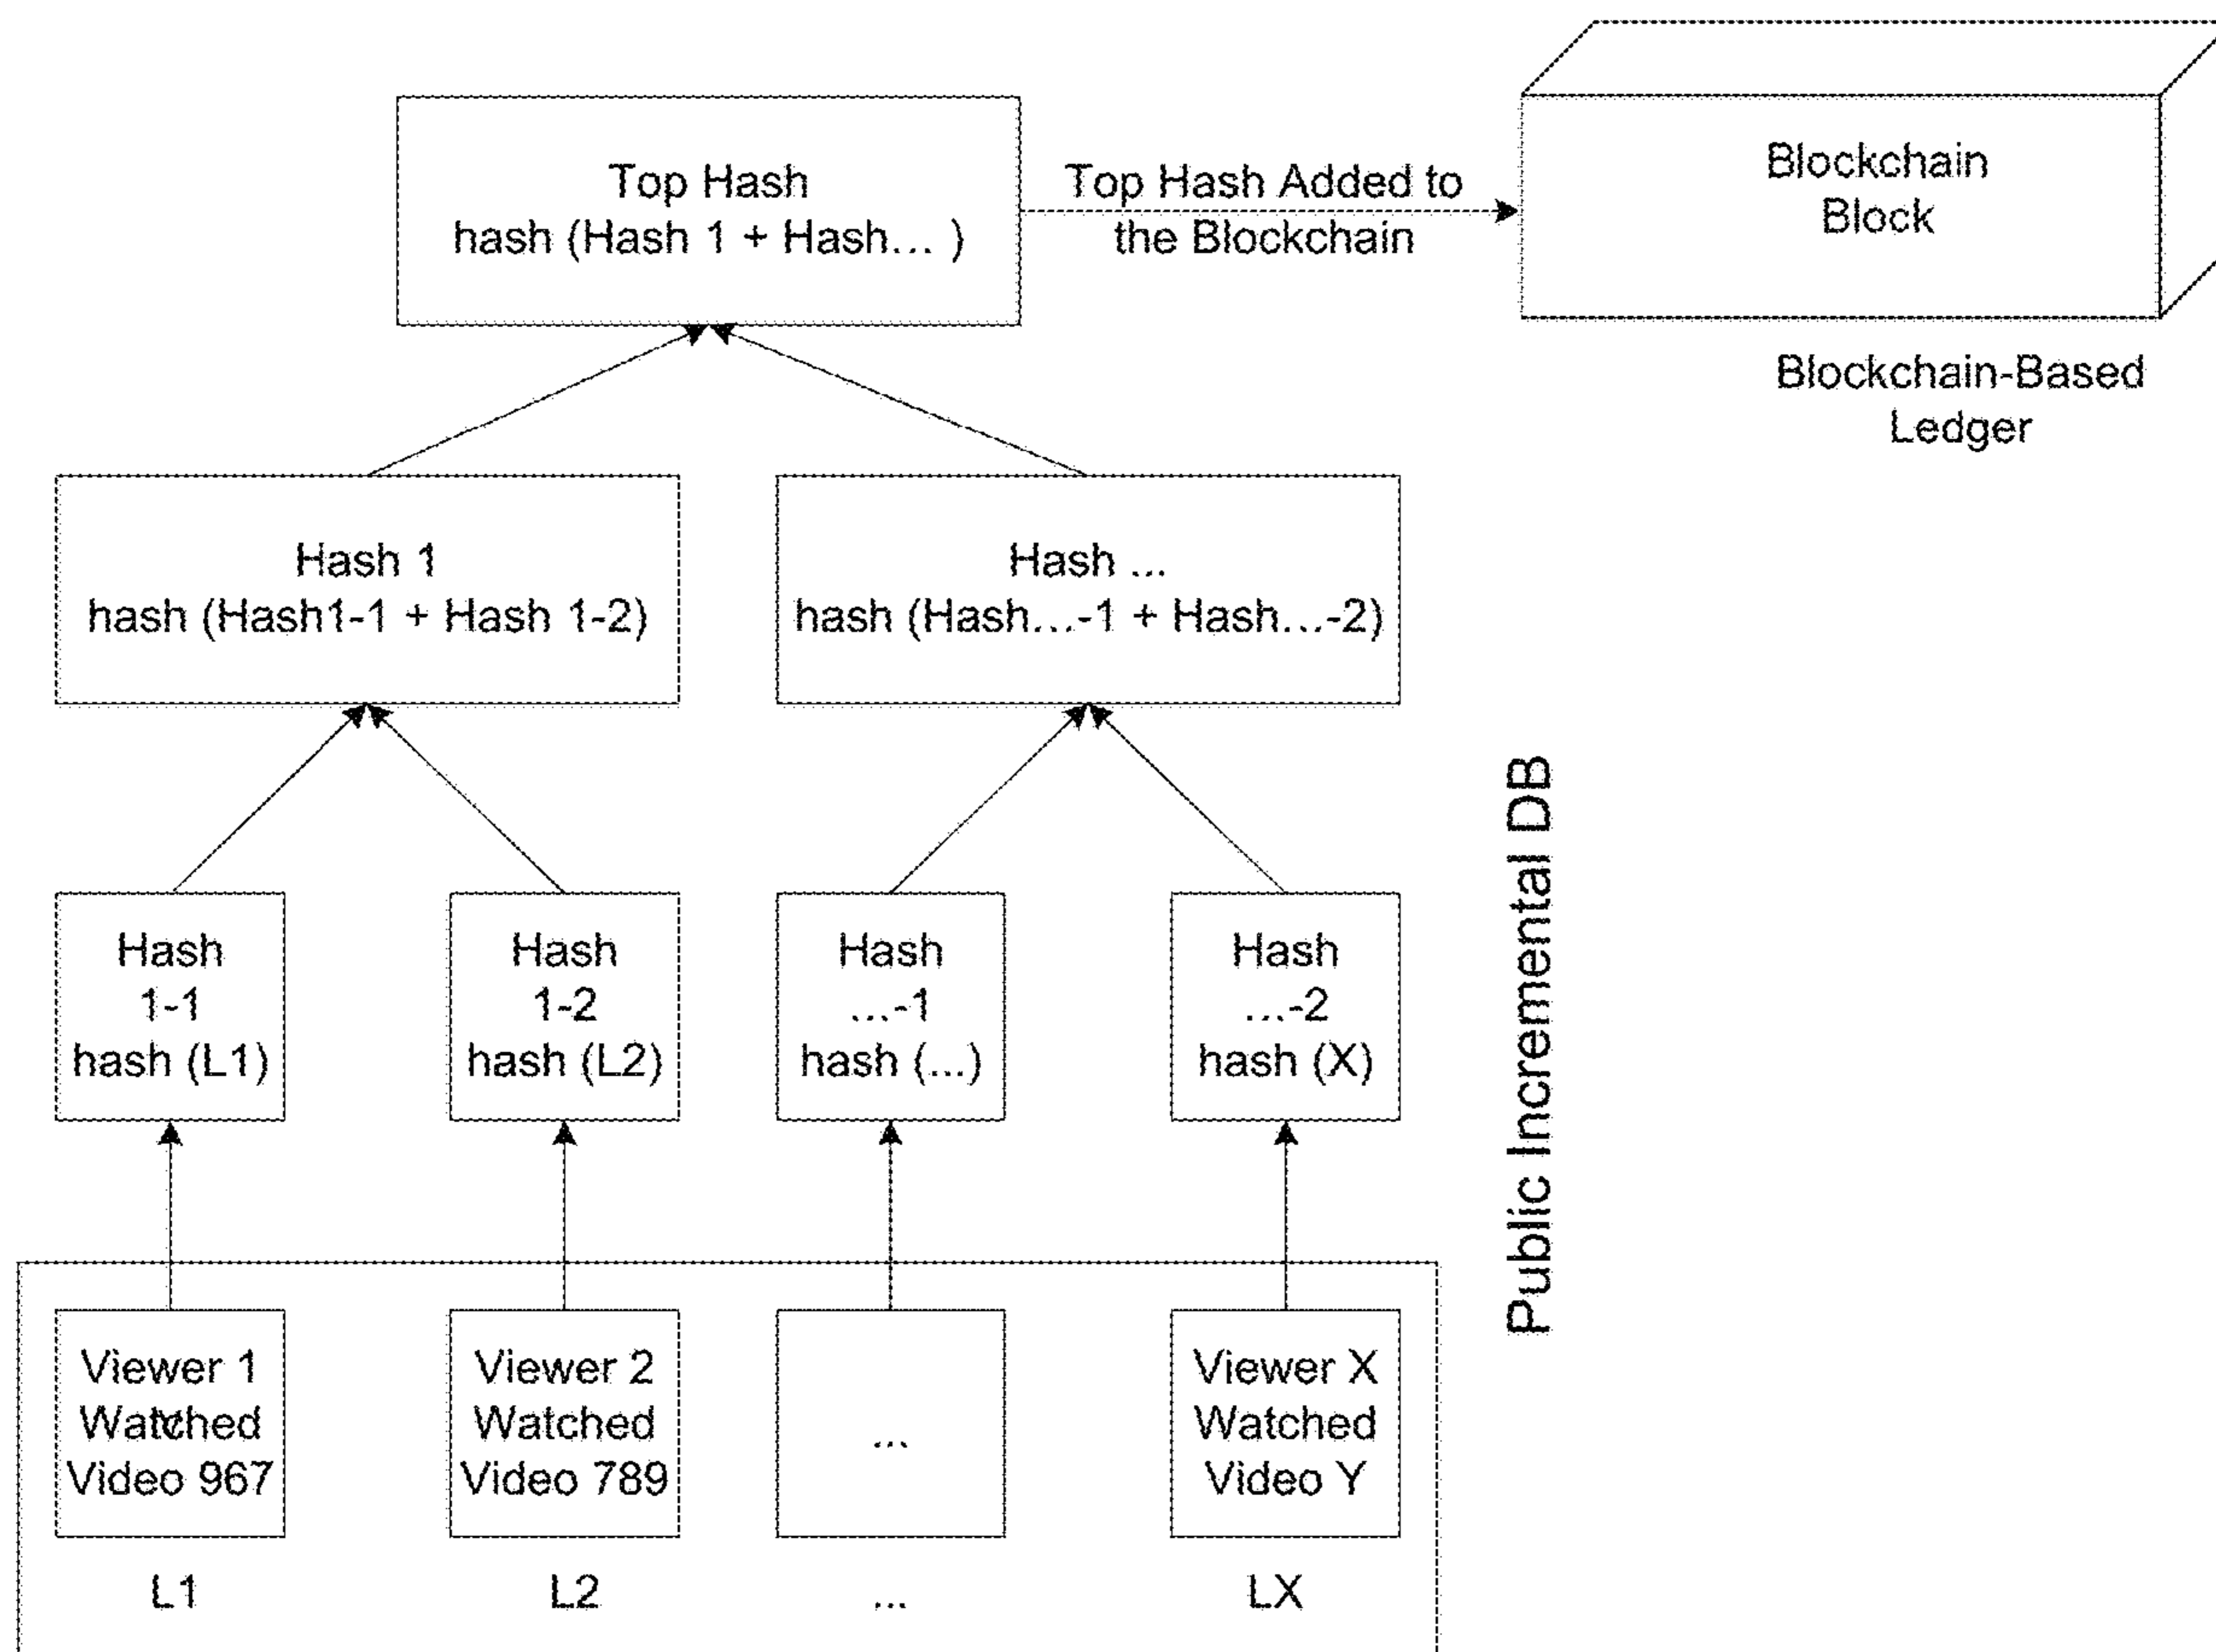 Top Hash
hash (Hash 1 + Hash... )
Top Hash Added to
the Blockchain
Blockchain
Block
Blockchain-Based
Ledger
Hash 1
hash (Hash1-1 + Hash 1-2)
Hash ...
hash (Hash...-1 + Hash...-2)
Hash
1-1
hash (L1)
Hash
1-2
hash (L2)
Hash
...-1
hash (...)
Hash
...-2
hash (X)
Public Incremental DB
Viewer 1
Watched
Video 967
Viewer 2
Watched
Video 789
...
Viewer X
Watched
Video Y
L1
L2
...
LX